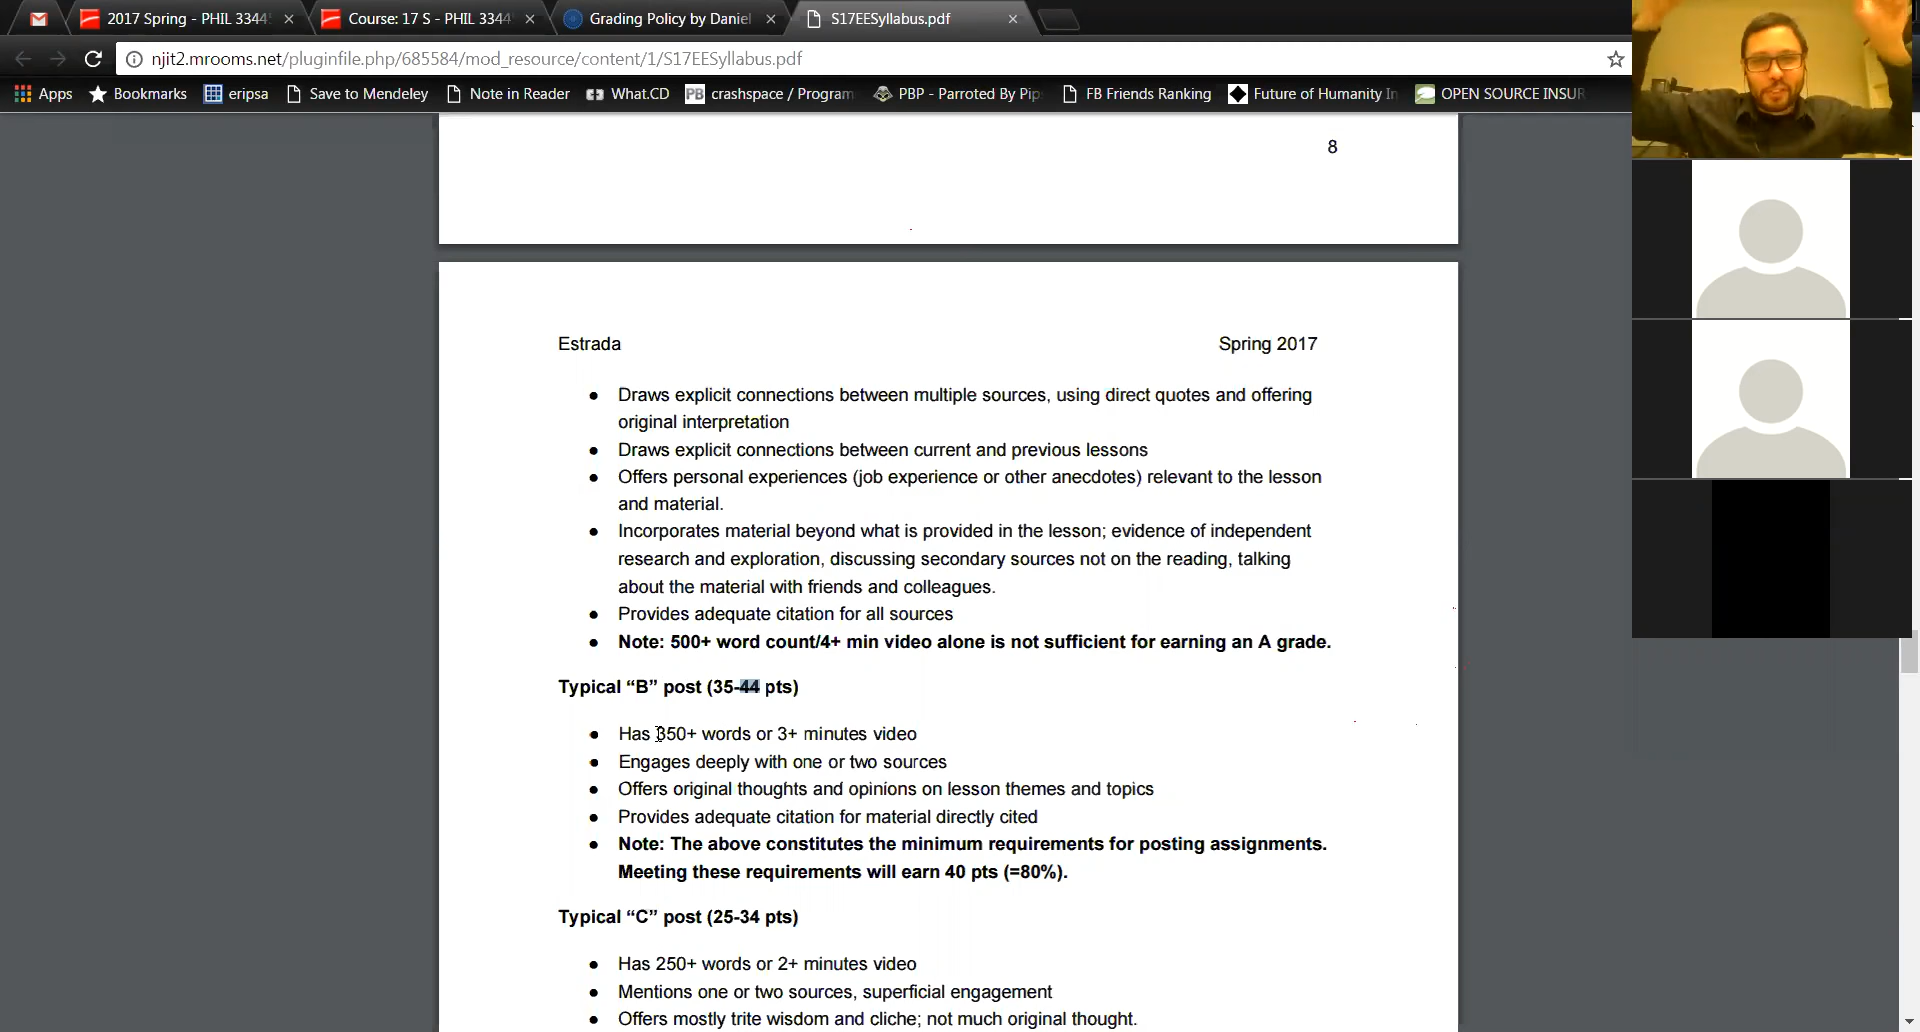 2017 Spring - PHIL 3344
Course: 17 S - PHIL 3344
Grading Policy by Daniel
S17EESyllabus.pdf
njit2.mrooms.net/pluginfile.php/685584/mod_resource/content/1/S17EESyllabus.pdf
Apps Bookmarks eripsa Save to Mendeley Note in Reader What.CD PB crashspace / Program PBP - Parroted By Pip FB Friends Ranking Future of Humanity In OPEN SOURCE INSUR
8
Estrada Spring 2017
● Draws explicit connections between multiple sources, using direct quotes and offering
original interpretation
● Draws explicit connections between current and previous lessons
● Offers personal experiences (job experience or other anecdotes) relevant to the lesson
and material.
● Incorporates material beyond what is provided in the lesson; evidence of independent
research and exploration, discussing secondary sources not on the reading, talking
about the material with friends and colleagues.
● Provides adequate citation for all sources
● Note: 500+ word count/4+ min video alone is not sufficient for earning an A grade.
Typical “B” post (35-44 pts)
● Has 350+ words or 3+ minutes video
● Engages deeply with one or two sources
● Offers original thoughts and opinions on lesson themes and topics
● Provides adequate citation for material directly cited
● Note: The above constitutes the minimum requirements for posting assignments.
Meeting these requirements will earn 40 pts (=80%).
Typical “C” post (25-34 pts)
● Has 250+ words or 2+ minutes video
● Mentions one or two sources, superficial engagement
● Offers mostly trite wisdom and cliche; not much original thought.